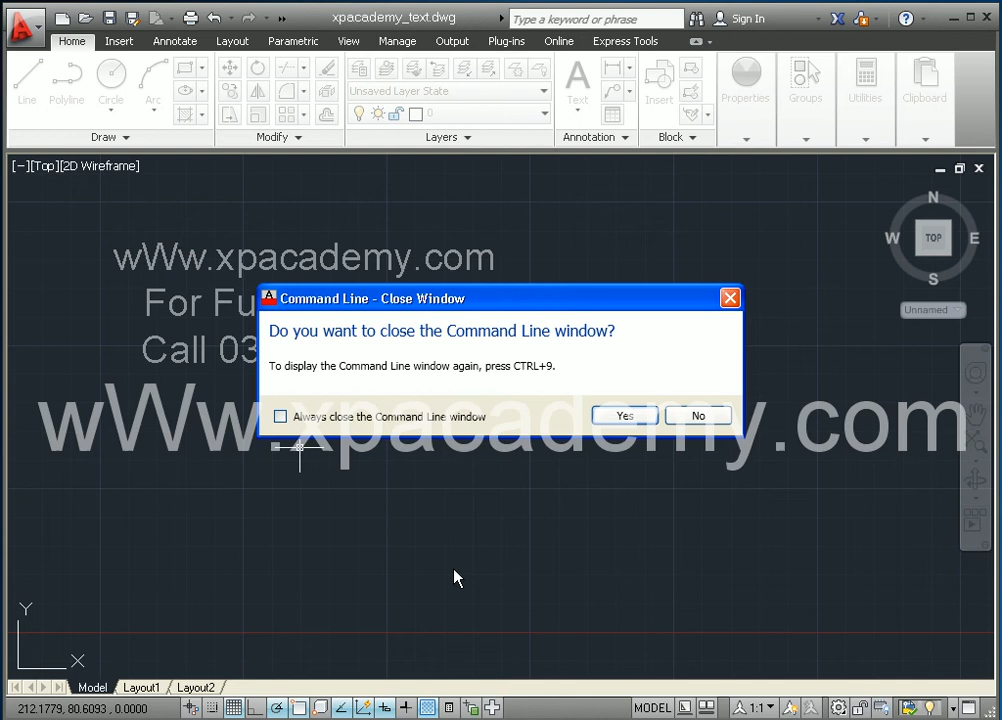 xpacademy_text.dwg
Type a keyword or phrase
Sign In
Home
Insert
Annotate
Layout
Parametric
View
Manage
Output
Plug-ins
Online
Express Tools
Line
Polyline
Circle
Arc
Unsaved Layer State
0
Text
Insert
Properties
Groups
Utilities
Clipboard
Draw
Modify
Layers
Annotation
Block
[−][Top][2D Wireframe]
N
W
TOP
E
S
Unnamed
wWw.xpacademy.com
For Fu
Call 03
Command Line - Close Window
Do you want to close the Command Line window?
To display the Command Line window again, press CTRL+9.
Always close the Command Line window
Yes
No
wWw.xpacademy.com
Y
X
Model
Layout1
Layout2
212.1779, 80.6093 , 0.0000
MODEL
1:1